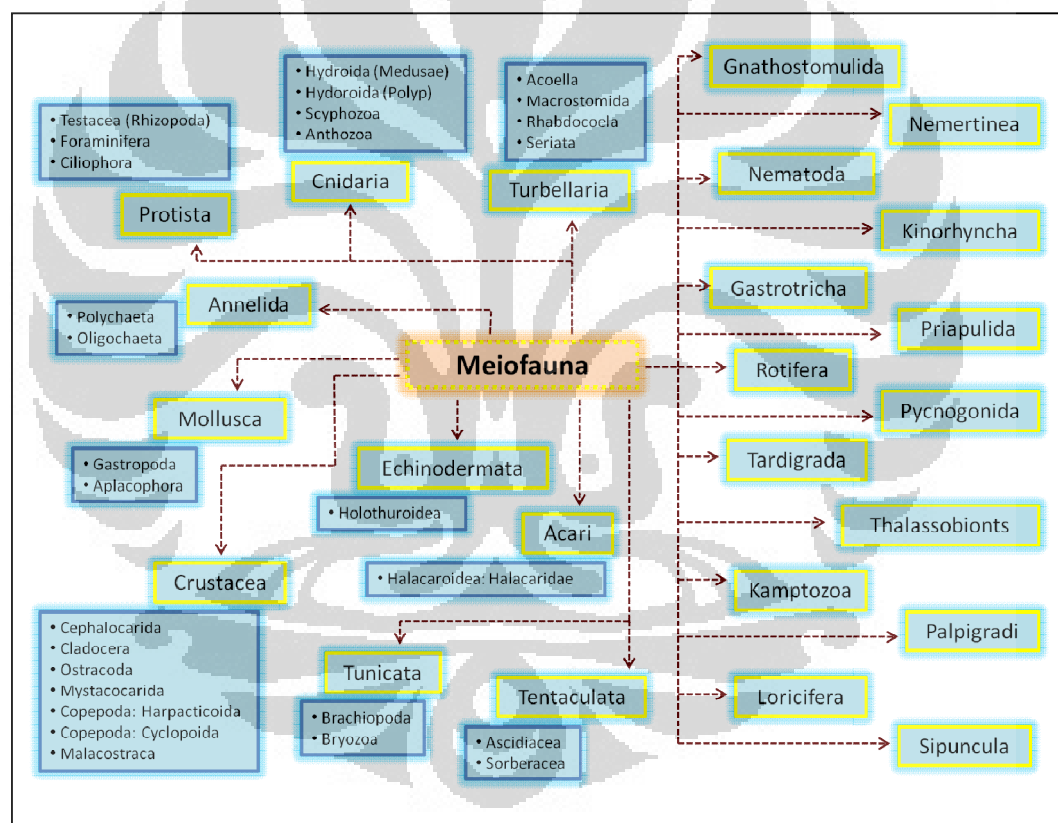 • Hydroida (Medusae)
• Hydoroida (Polyp)
• Scyphozoa
• Anthozoa
Cnidaria
• Acoella
• Macrostomida
• Rhabdocoela
• Seriata
Turbellaria
• Testacea (Rhizopoda)
• Foraminifera
• Ciliophora
Protista
Annelida
• Polychaeta
• Oligochaeta
Meiofauna
Mollusca
• Gastropoda
• Aplacophora
Echinodermata
• Holothuroidea
Acari
• Halacaroidea: Halacaridae
Crustacea
• Cephalocarida
• Cladocera
• Ostracoda
• Mystacocarida
• Copepoda: Harpacticoida
• Copepoda: Cyclopoida
• Malacostraca
Tunicata
• Brachiopoda
• Bryozoa
Tentaculata
• Ascidiacea
• Sorberacea
Gnathostomulida
Nemertinea
Nematoda
Kinorhyncha
Gastrotricha
Priapulida
Rotifera
Pycnogonida
Tardigrada
Thalassobionts
Kamptozoa
Palpigradi
Loricifera
Sipuncula